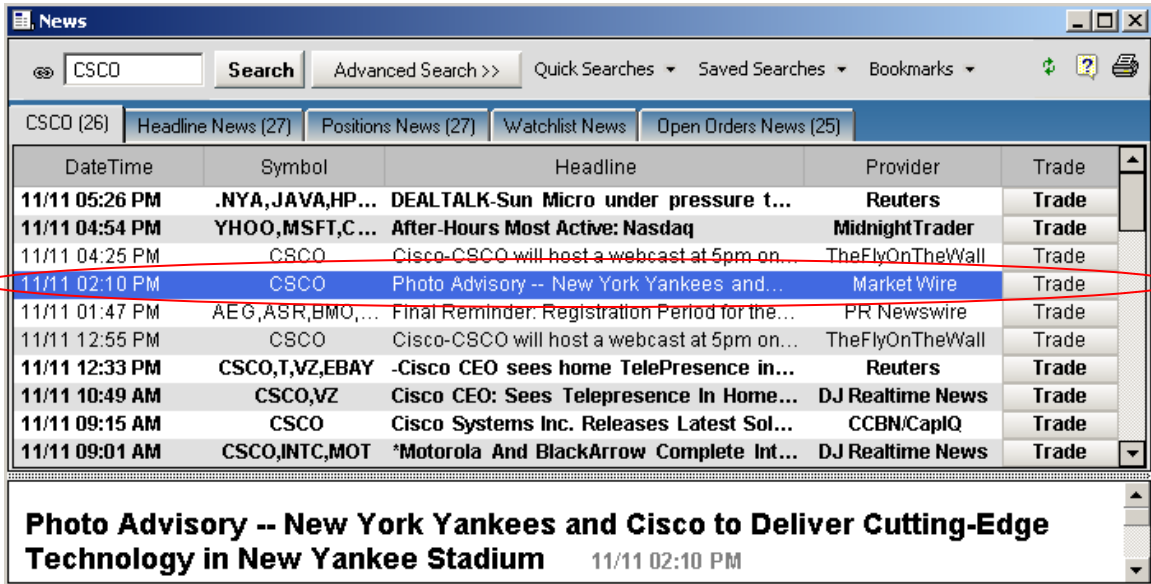 News
CSCO Search Advanced Search >> Quick Searches Saved Searches Bookmarks ?
CSCO (26) Headline News (27) Positions News (27) Watchlist News Open Orders News (25)
DateTime Symbol Headline Provider Trade
11/11 05:26 PM .NYA,JAVA,HP... DEALTALK-Sun Micro under pressure t... Reuters Trade
11/11 04:54 PM YHOO,MSFT,C... After-Hours Most Active: Nasdaq MidnightTrader Trade
11/11 04:25 PM CSCO Cisco-CSCO will host a webcast at 5pm on... TheFlyOnTheWall Trade
11/11 02:10 PM CSCO Photo Advisory -- New York Yankees and... Market Wire Trade
11/11 01:47 PM AEG,ASR,BMO,... Final Reminder: Registration Period for the... PR Newswire Trade
11/11 12:55 PM CSCO Cisco-CSCO will host a webcast at 5pm on... TheFlyOnTheWall Trade
11/11 12:33 PM CSCO,T,VZ,EBAY -Cisco CEO sees home TelePresence in... Reuters Trade
11/11 10:49 AM CSCO,VZ Cisco CEO: Sees Telepresence In Home... DJ Realtime News Trade
11/11 09:15 AM CSCO Cisco Systems Inc. Releases Latest Sol... CCBN/CapIQ Trade
11/11 09:01 AM CSCO,INTC,MOT *Motorola And BlackArrow Complete Int... DJ Realtime News Trade
Photo Advisory -- New York Yankees and Cisco to Deliver Cutting-Edge
Technology in New Yankee Stadium 11/11 02:10 PM